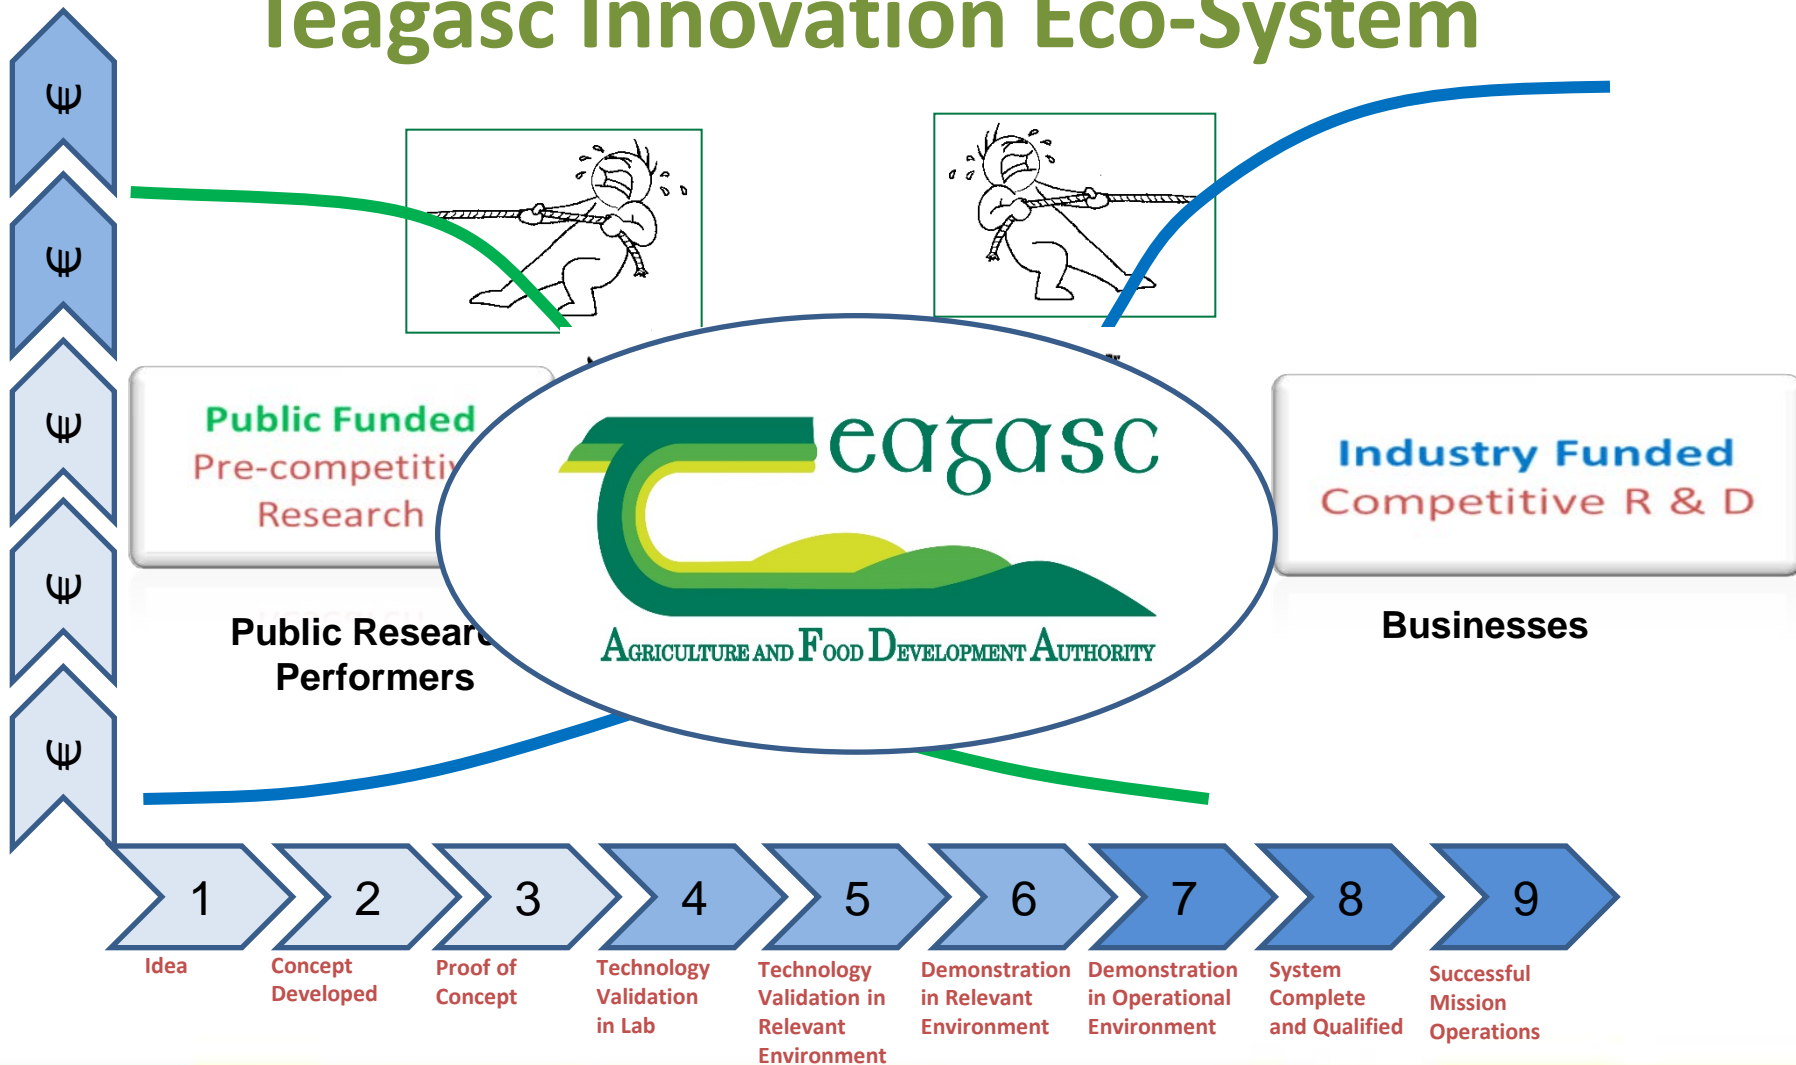 Teagasc Innovation Eco-System
€
€
€
€
€
Public Funded
Pre-competitiv
Research
Public Resear
Performers
Teagasc
AGRICULTURE AND FOOD DEVELOPMENT AUTHORITY
Industry Funded
Competitive R & D
Businesses
1
2
3
4
5
6
7
8
9
Idea
Concept
Developed
Proof of
Concept
Technology
Validation
in Lab
Technology
Validation in
Relevant
Environment
Demonstration
in Relevant
Environment
Demonstration
in Operational
Environment
System
Complete
and Qualified
Successful
Mission
Operations